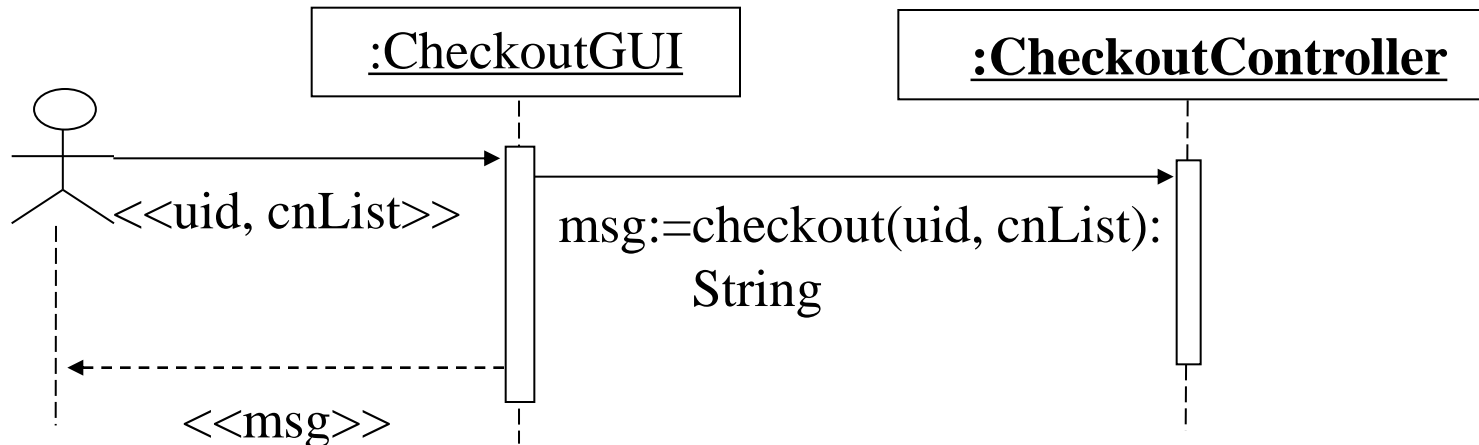 :CheckoutGUI
:CheckoutController
<<uid, cnList>>
msg:=checkout(uid, cnList):
String
<<msg>>